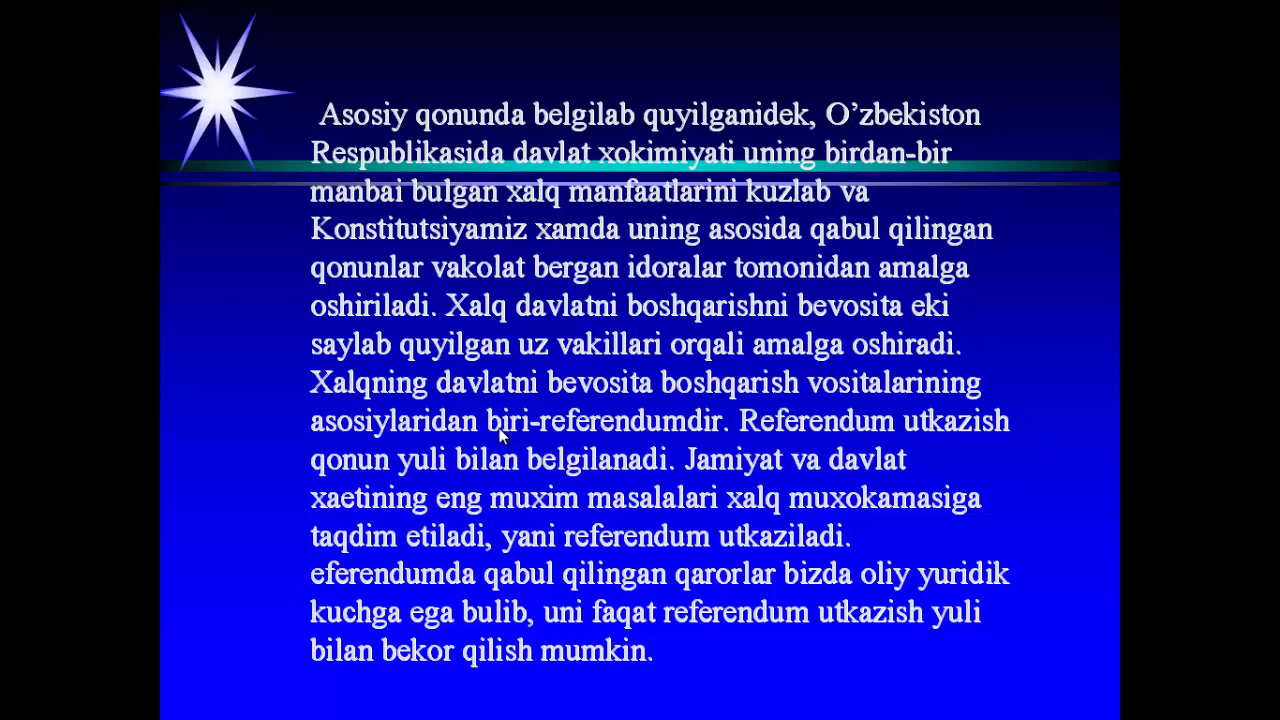 Asosiy qonunda belgilab quyilganidek, O’zbekiston
Respublikasida davlat xokimiyati uning birdan-bir
manbai bulgan xalq manfaatlarini kuzlab va
Konstitutsiyamiz xamda uning asosida qabul qilingan
qonunlar vakolat bergan idoralar tomonidan amalga
oshiriladi. Xalq davlatni boshqarishni bevosita eki
saylab quyilgan uz vakillari orqali amalga oshiradi.
Xalqning davlatni bevosita boshqarish vositalarining
asosiylaridan biri-referendumdir. Referendum utkazish
qonun yuli bilan belgilanadi. Jamiyat va davlat
xaetining eng muxim masalalari xalq muxokamasiga
taqdim etiladi, yani referendum utkaziladi.
eferendumda qabul qilingan qarorlar bizda oliy yuridik
kuchga ega bulib, uni faqat referendum utkazish yuli
bilan bekor qilish mumkin.